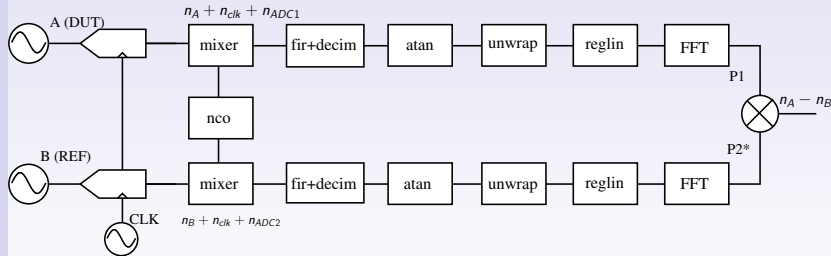 n_A + n_clk + n_ADC1
A (DUT)
mixer
fir+decim
atan
unwrap
reglin
FFT
P1
nco
n_A − n_B
B (REF)
P2*
mixer
fir+decim
atan
unwrap
reglin
FFT
CLK
n_B + n_clk + n_ADC2